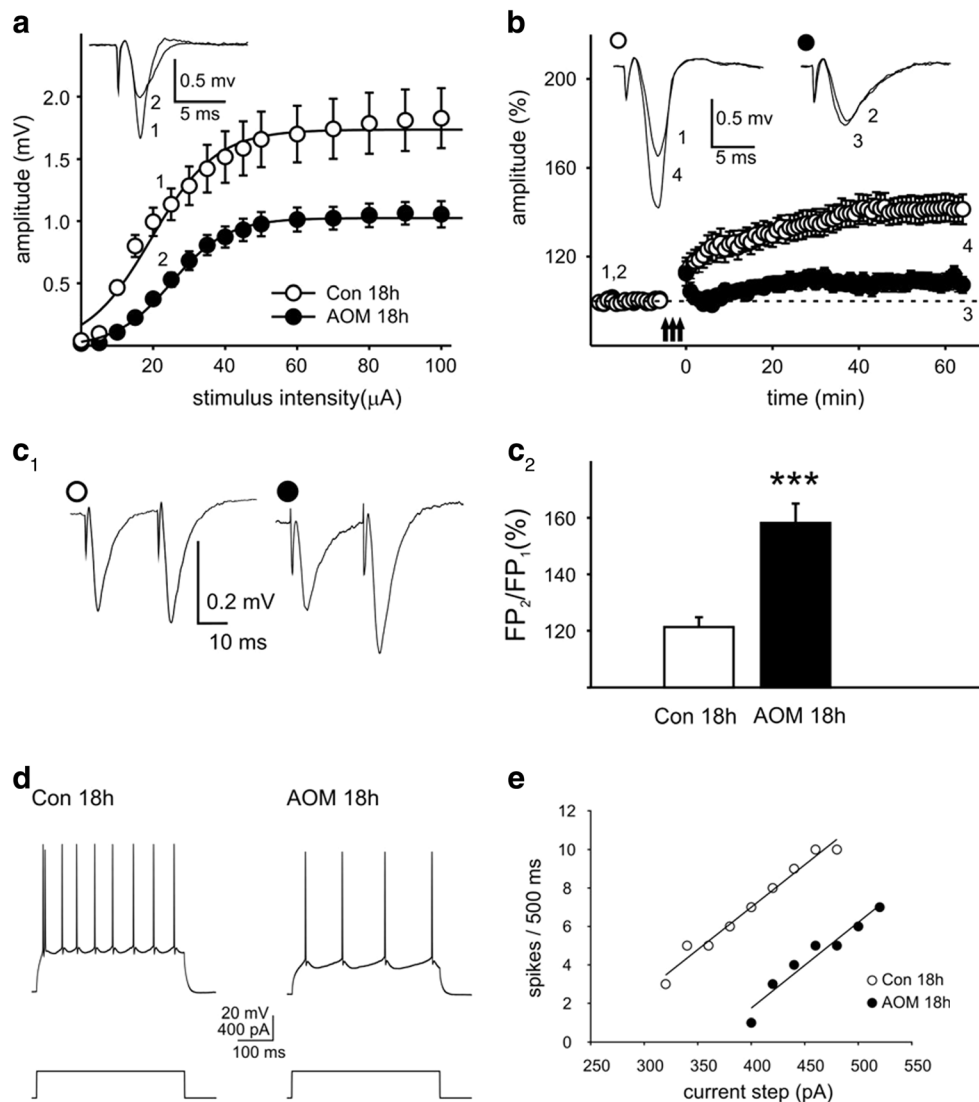 a
amplitude (mV)
2.0
1.5
1.0
0.5
20
40
60
80
100
stimulus intensity(μA)
0.5 mv
5 ms
2
1
1
2
Con 18h
AOM 18h
b
amplitude (%)
200
160
120
0
20
40
60
time (min)
1
4
0.5 mV
5 ms
2
3
1,2
4
3
c1
0.2 mV
10 ms
c2
FP2/FP1(%)
160
140
120
***
Con 18h
AOM 18h
d
Con 18h
AOM 18h
20 mV
400 pA
100 ms
e
spikes / 500 ms
12
10
8
6
4
2
0
250
300
350
400
450
500
550
current step (pA)
Con 18h
AOM 18h